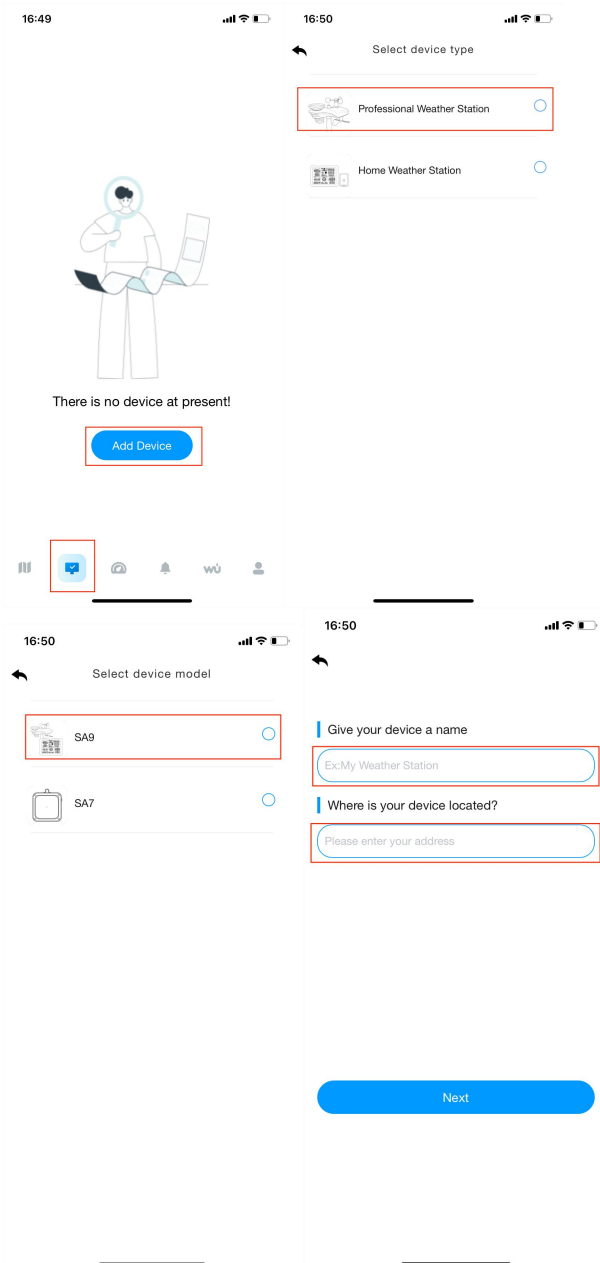 16:49
There is no device at present!
Add Device
wu
16:50
Select device type
Professional Weather Station
Home Weather Station
16:50
Select device model
SA9
SA7
16:50
Give your device a name
Ex:My Weather Station
Where is your device located?
Please enter your address
Next